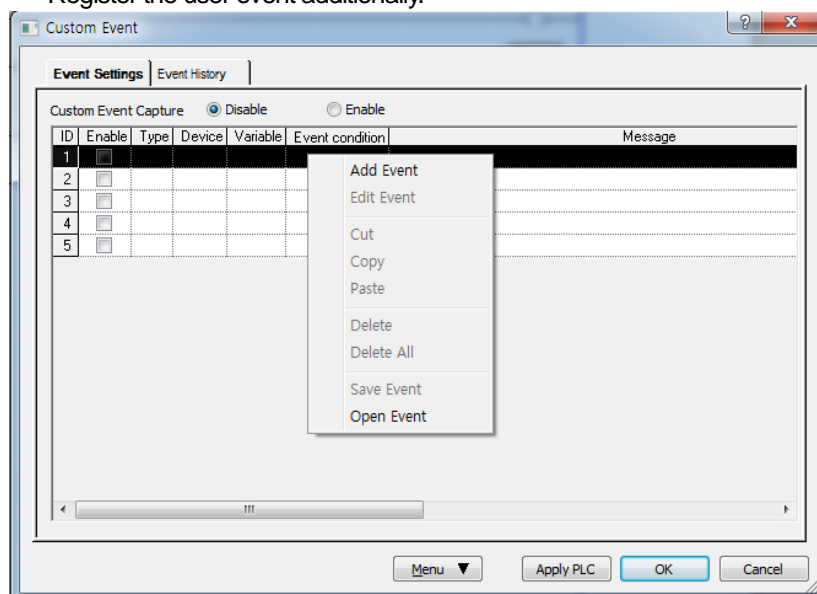 Register the user event additionally.
Custom Event
?
X
Event Settings Event History
Custom Event Capture Disable Enable
ID Enable Type Device Variable Event condition Message
1
2
3
4
5
Add Event
Edit Event
Cut
Copy
Paste
Delete
Delete All
Save Event
Open Event
Menu ▼ Apply PLC OK Cancel